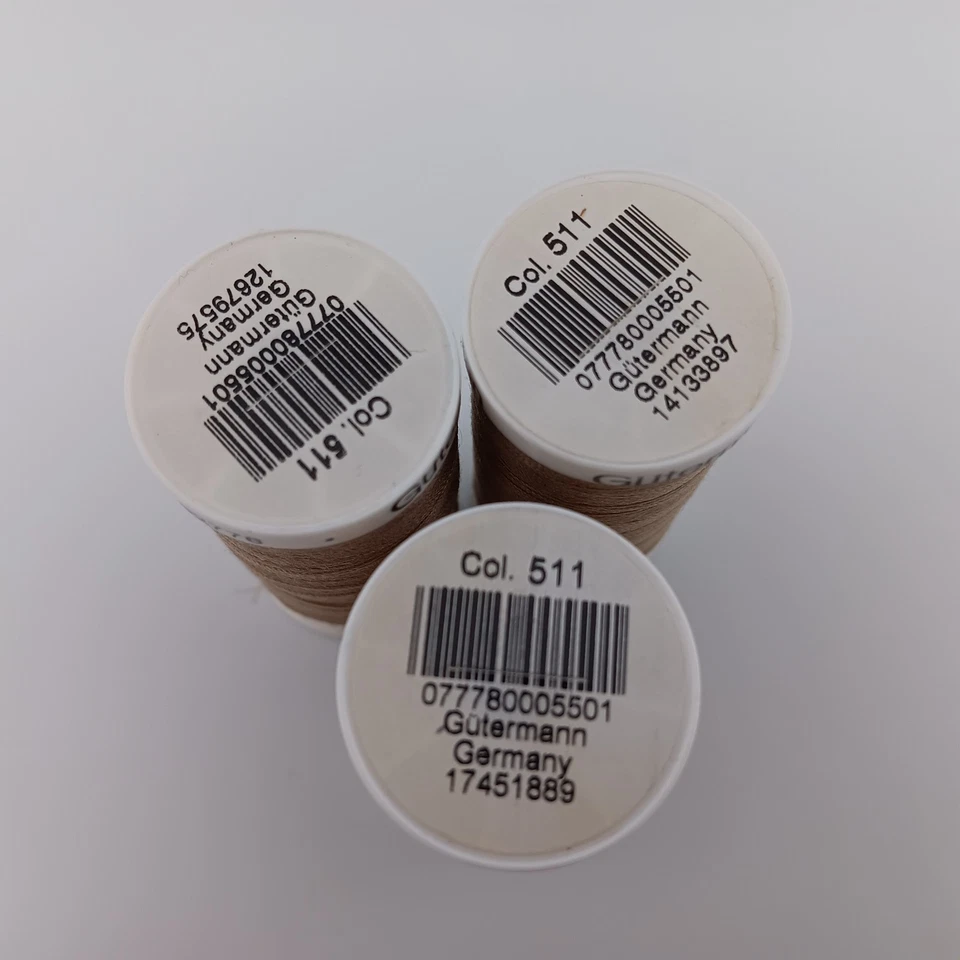 Col. 511
077780005501
Gütermann
Germany
12679575
Col. 511
077780005501
Gütermann
Germany
14133897
Col. 511
077780005501
Gütermann
Germany
17451889